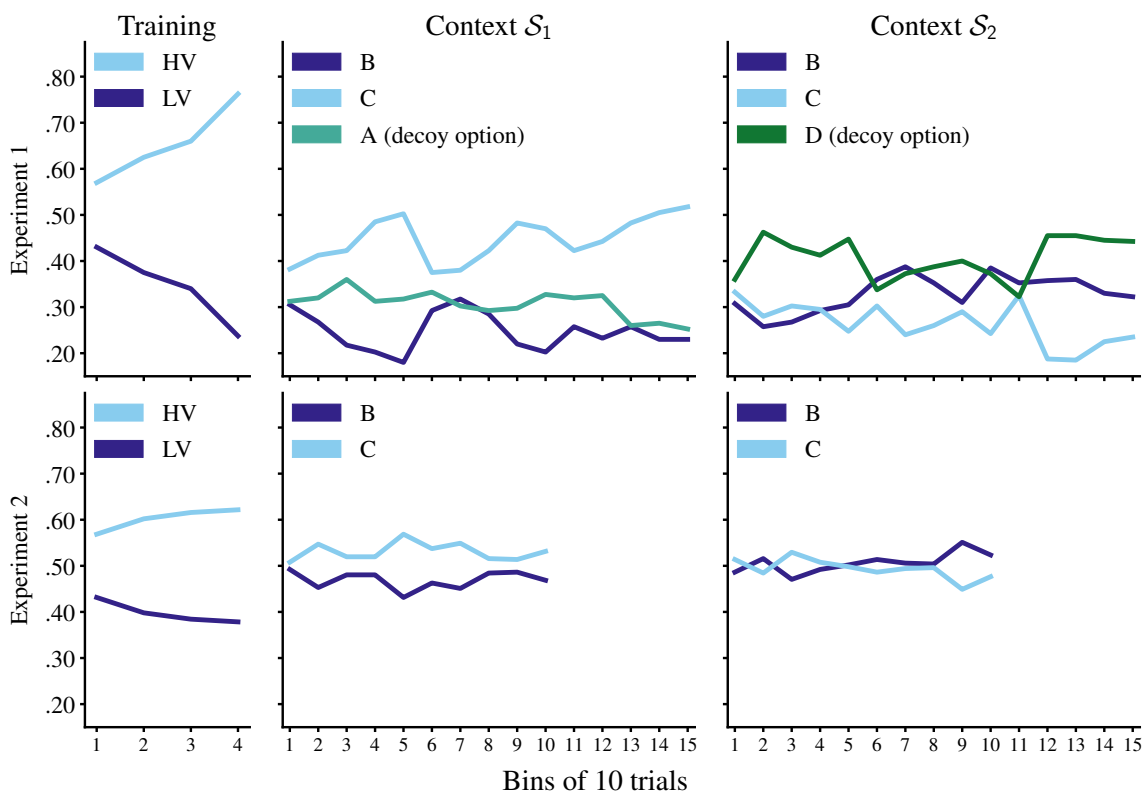 Training
Context S₁
Context S₂
Experiment 1
.80
.70
.60
.50
.40
.30
.20
HV
LV
B
C
A (decoy option)
B
C
D (decoy option)
Experiment 2
.80
.70
.60
.50
.40
.30
.20
HV
LV
B
C
B
C
1 2 3 4
1 2 3 4 5 6 7 8 9 10 11 12 13 14 15
1 2 3 4 5 6 7 8 9 10 11 12 13 14 15
Bins of 10 trials